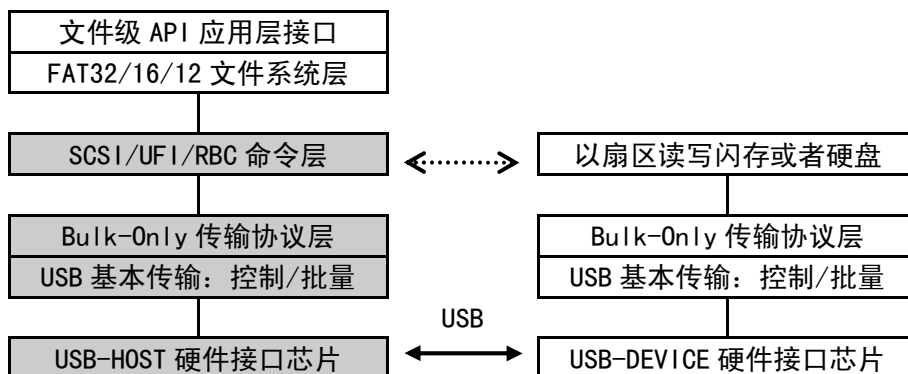 文件级 API 应用层接口
FAT32/16/12 文件系统层
SCSI/UFI/RBC 命令层
以扇区读写闪存或者硬盘
Bulk-Only 传输协议层
Bulk-Only 传输协议层
USB 基本传输：控制/批量
USB 基本传输：控制/批量
USB
USB-HOST 硬件接口芯片
USB-DEVICE 硬件接口芯片